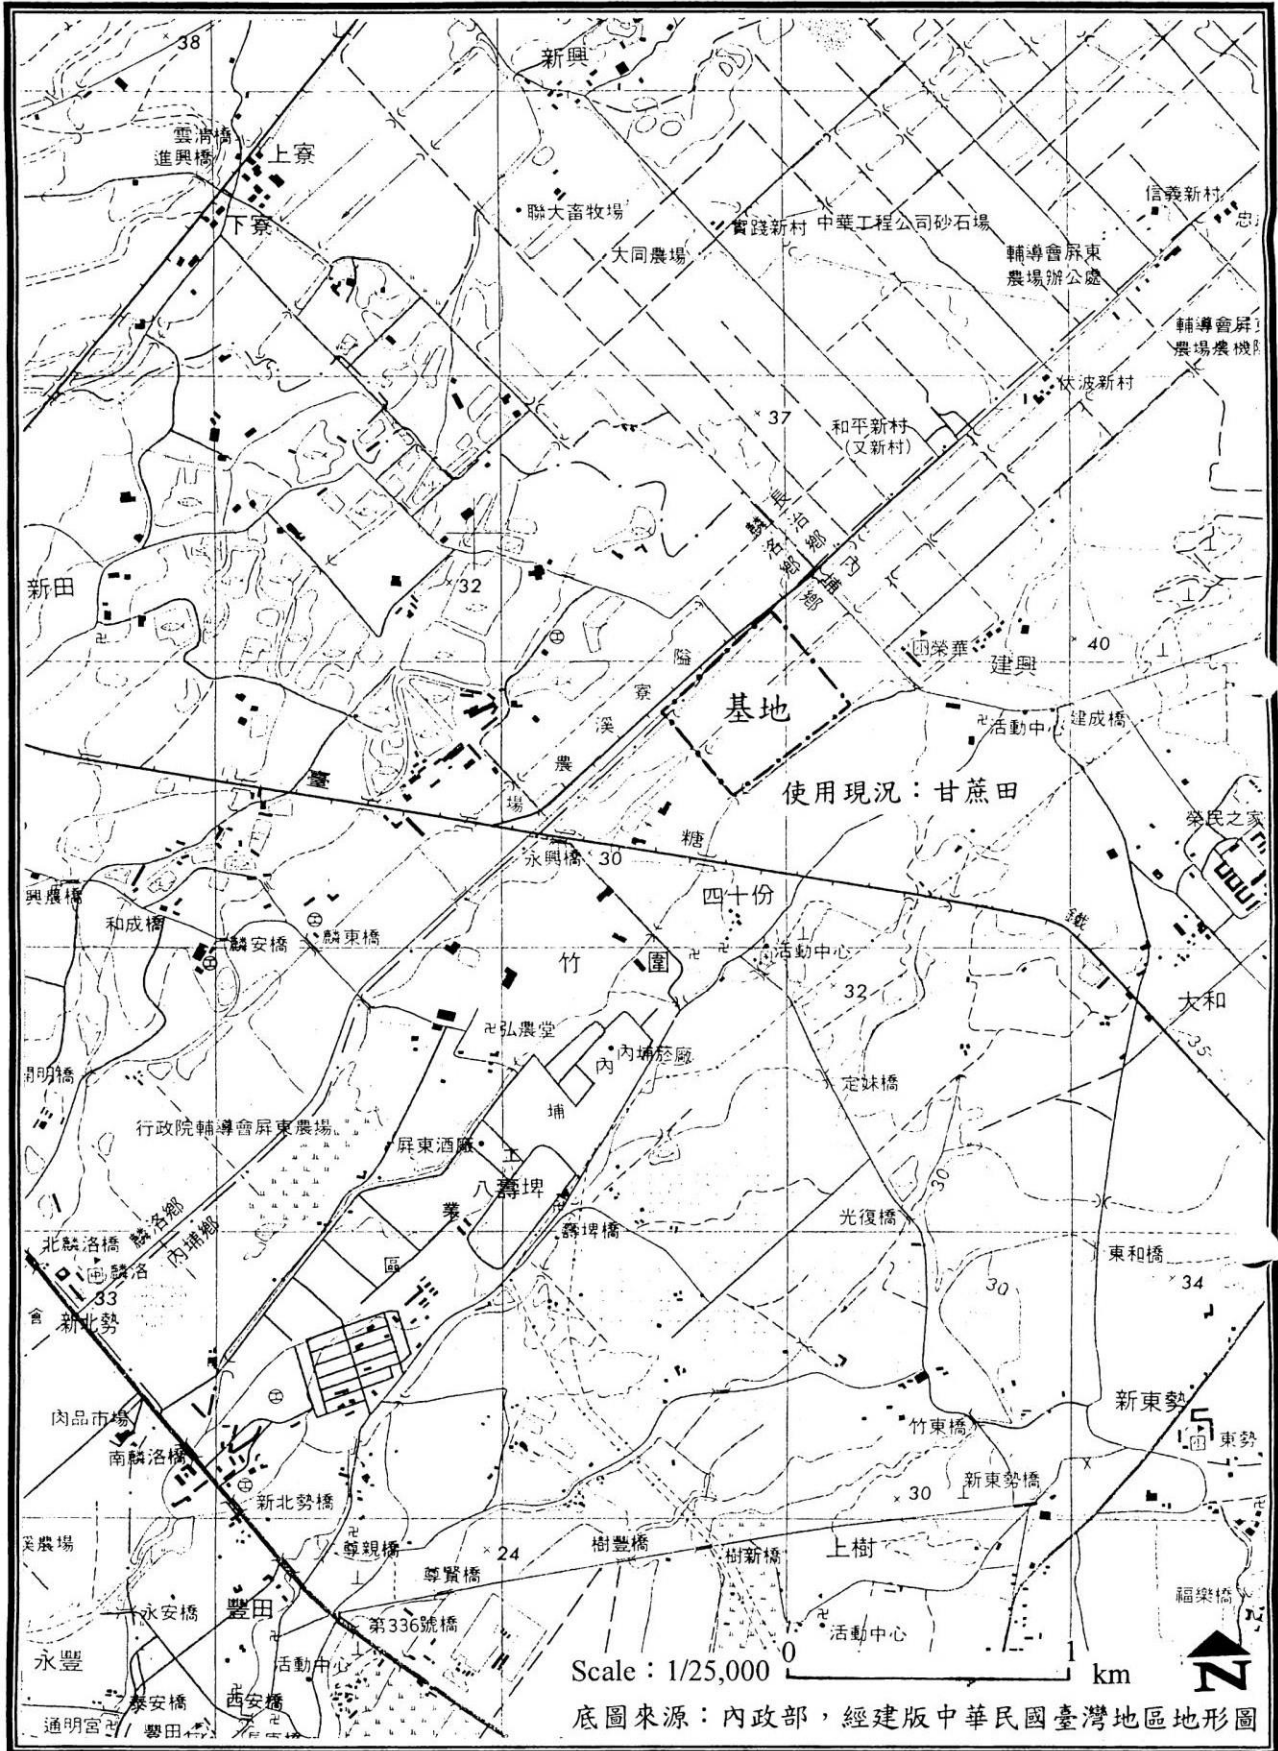 38
新興
上寮
進興橋
下寮
聯大畜牧場
大同農場
實踐新村
中華工程公司砂石場
信義新村
輔導會屏東
農場辦公處
農場農機
伏波新村
37
和平新村
(又新村)
長治鄉
麟洛鄉
內埔鄉
新田
32
隘
寮
溪
農
場
榮華
建興
40
基地
活動中心
建成橋
使用現況：甘蔗田
臺
糖
鐵
榮民之家
永興橋
30
四十份
興農橋
和成橋
麟安橋
麟東橋
竹
圍
活動中心
32
大和
35
弘農堂
內埔菸廠
內
埔
工
業
區
定妹橋
行政院輔導會屏東農場
屏東酒廠
八壽埤
壽埤橋
光復橋
30
東和橋
34
麟洛鄉
內埔鄉
北麟洛橋
麟洛
33
新北勢
30
肉品市場
南麟洛橋
新北勢橋
竹東橋
新東勢
東勢
新東勢橋
30
尊親橋
24
尊賢橋
樹豐橋
樹新橋
上樹
福樂橋
永安橋
豐田
第336號橋
活動中心
活動中心
永豐
泰安橋
西安橋
通明宮
0
1
Scale：1/25,000
km
N
底圖來源：內政部，經建版中華民國臺灣地區地形圖